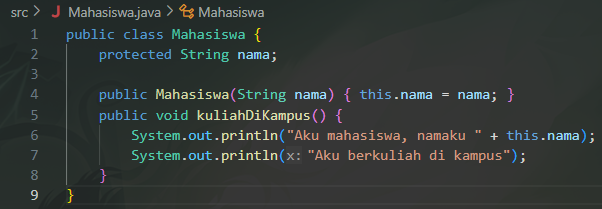 src > J Mahasiswa.java > Mahasiswa
1 public class Mahasiswa {
2     protected String nama;
3
4     public Mahasiswa(String nama) { this.nama = nama; }
5     public void kuliahDiKampus() {
6         System.out.println("Aku mahasiswa, namaku " + this.nama);
7         System.out.println(x: "Aku berkuliah di kampus");
8     }
9 }